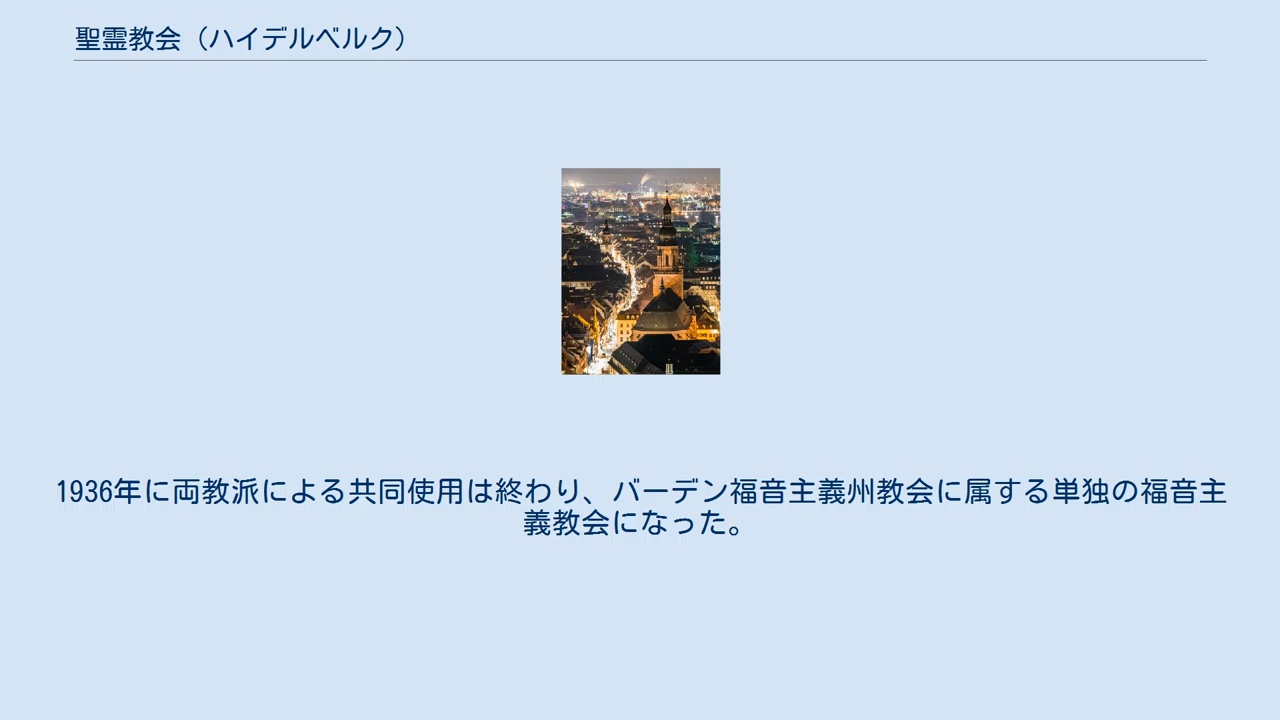 聖霊教会（ハイデルベルク）
1936年に両教派による共同使用は終わり、バーデン福音主義州教会に属する単独の福音主
義教会になった。